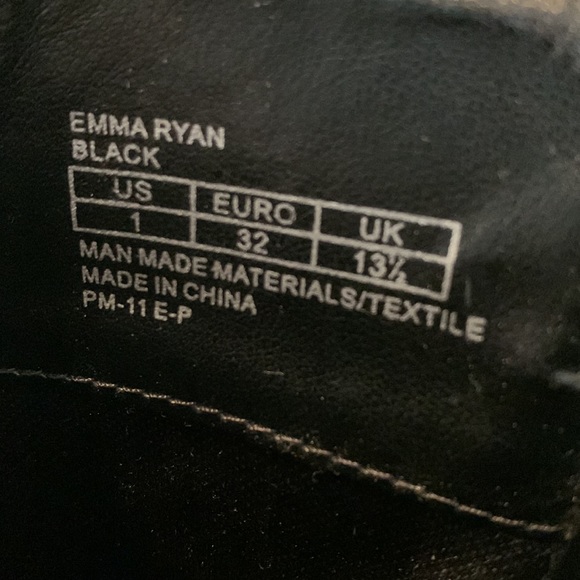 EMMA RYAN
BLACK
US EURO UK
1 32 13½
MAN MADE MATERIALS/TEXTILE
MADE IN CHINA
PM-11 E-P